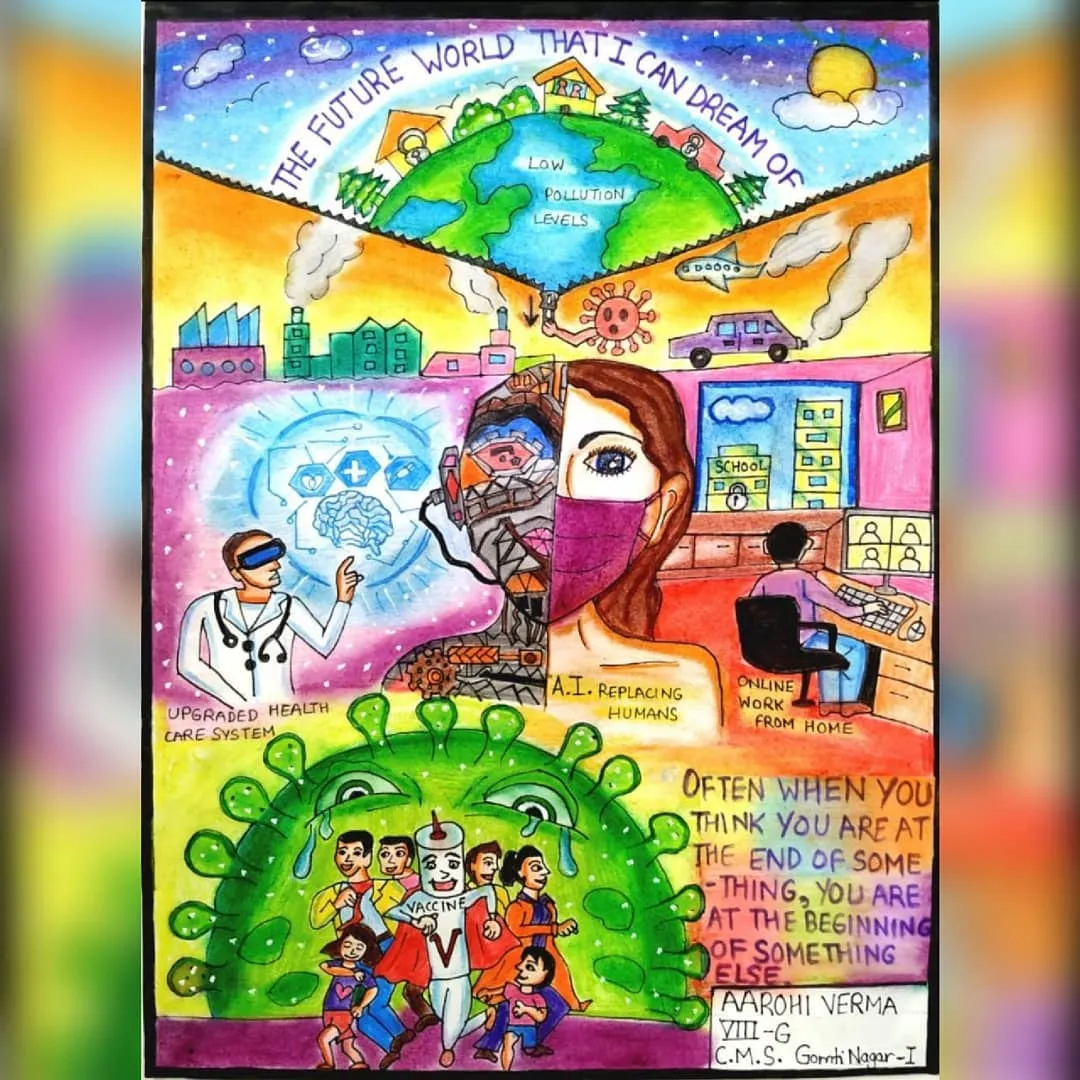 THE FUTURE WORLD THAT I CAN DREAM OF
LOW
POLLUTION
LEVELS
SCHOOL
A.I. REPLACING
HUMANS
ONLINE
WORK
FROM HOME
UPGRADED HEALTH
CARE SYSTEM
VACCINE
V
OFTEN WHEN YOU
THINK YOU ARE AT
THE END OF SOME
-THING, YOU ARE
AT THE BEGINNING
OF SOMETHING
ELSE.
AAROHI VERMA
VIII-G
C.M.S. Gomti Nagar-I